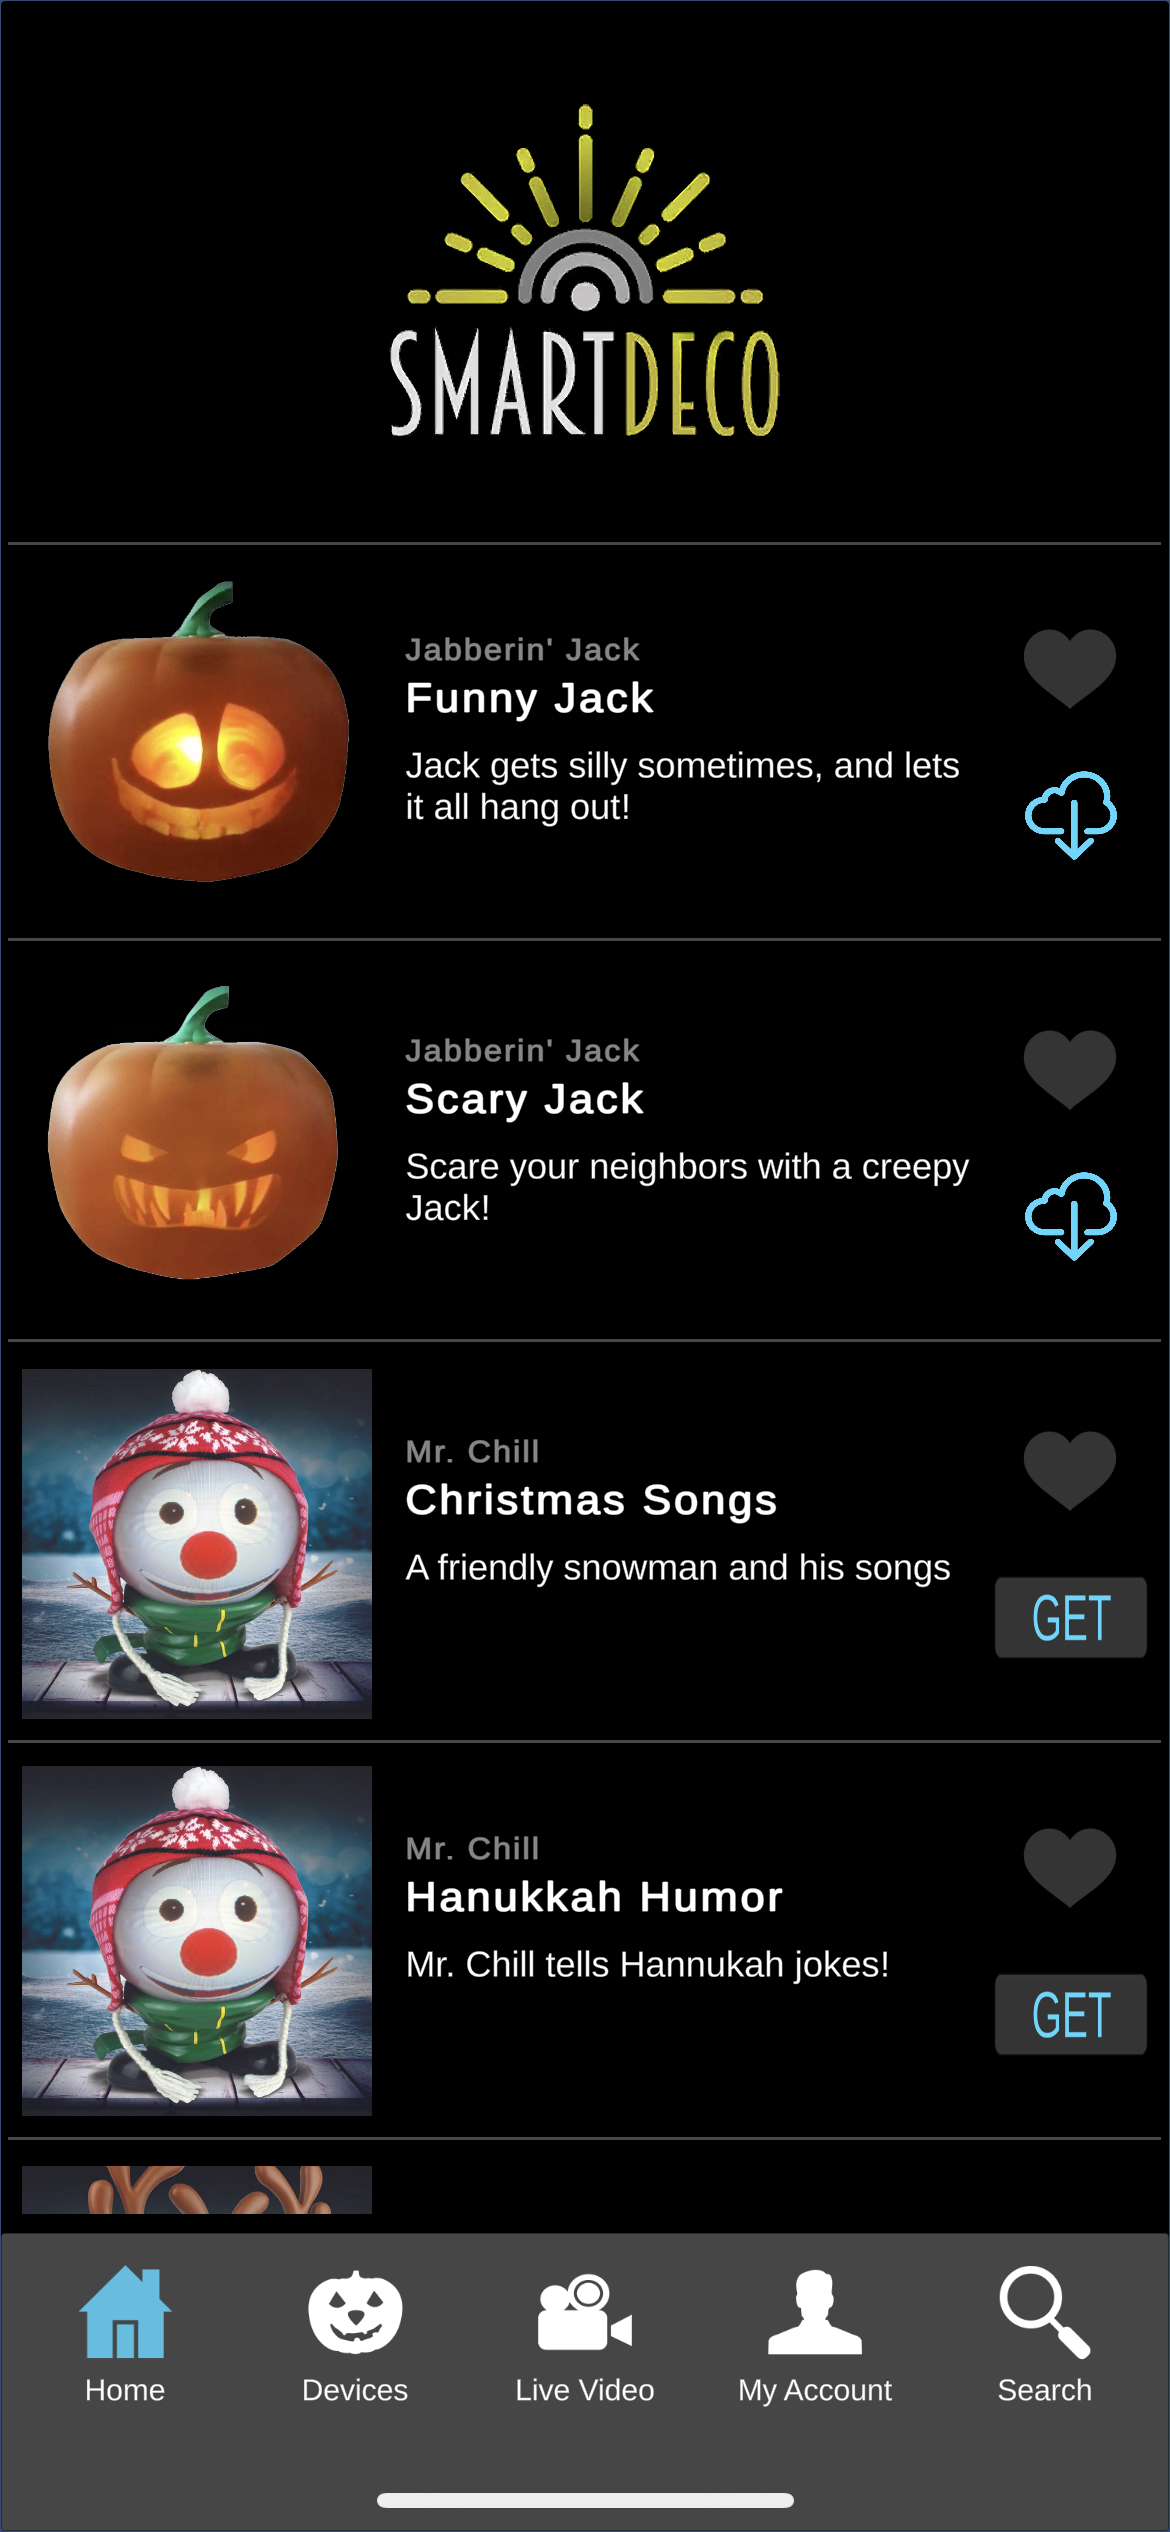 SMARTDECO
Jabberin' Jack
Funny Jack
Jack gets silly sometimes, and lets
it all hang out!
Jabberin' Jack
Scary Jack
Scare your neighbors with a creepy
Jack!
Mr. Chill
Christmas Songs
A friendly snowman and his songs
GET
Mr. Chill
Hanukkah Humor
Mr. Chill tells Hannukah jokes!
GET
Home
Devices
Live Video
My Account
Search